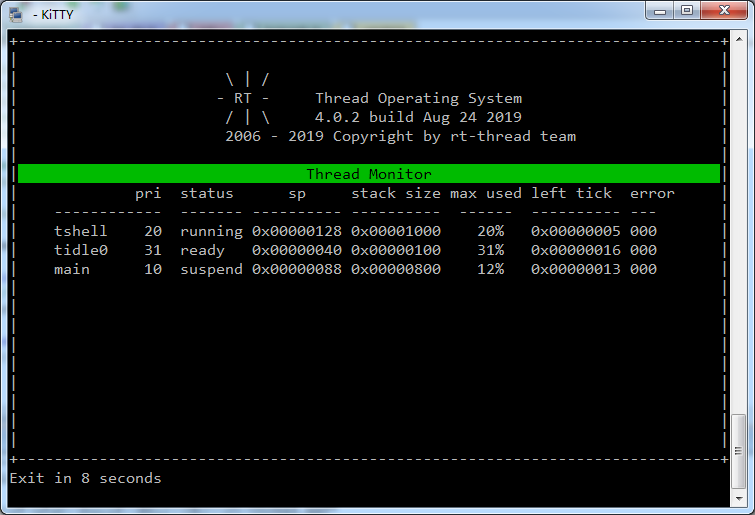 - KiTTY
\ | /
- RT -     Thread Operating System
/ | \     4.0.2 build Aug 24 2019
2006 - 2019 Copyright by rt-thread team
Thread Monitor
pri  status      sp     stack size max used left tick  error
------------ --- ------- ---------- ----------  ------  ---------- ---
tshell    20  running 0x00000128 0x00001000    20%   0x00000005 000
tidle0    31  ready   0x00000040 0x00000100    31%   0x00000016 000
main      10  suspend 0x00000088 0x00000800    12%   0x00000013 000
Exit in 8 seconds